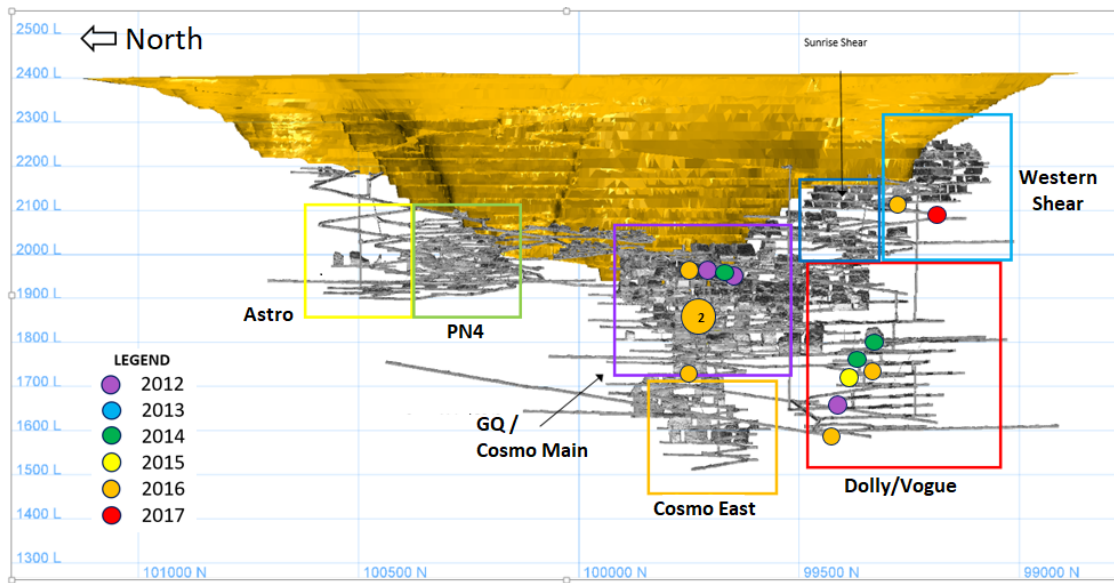 2500 L
North
Sunrise Shear
2400 L
2300 L
2200 L
Western
Shear
2100 L
2000 L
1900 L
Astro
PN4
2
1800 L
LEGEND
2012
2013
2014
2015
2016
2017
1700 L
GQ /
Cosmo Main
1600 L
1500 L
Cosmo East
Dolly/Vogue
1400 L
1300 L
101000 N
100500 N
100000 N
99500 N
99000 N